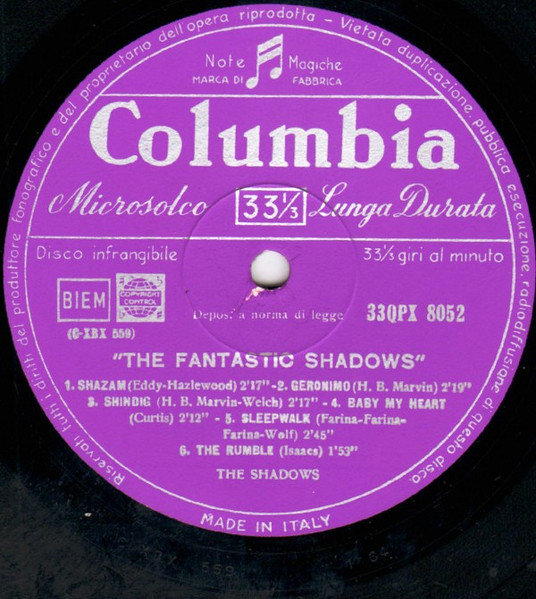 Riservati tutti i diritti del produttore fonografico e del proprietario dell'opera riprodotta - Vietata duplicazione, pubblica esecuzione, radiodiffusione di questo disco.
Note Magiche
MARCA DI FABBRICA
Columbia
Microsolco 33⅓ Lunga Durata
Disco infrangibile 33⅓ giri al minuto
BIEM COPYRIGHT CONTROL
Depos. a norma di legge 33QPX 8052
(C-XBX 559)
"THE FANTASTIC SHADOWS"
1. SHAZAM (Eddy-Hazlewood) 2'17" - 2. GERONIMO (H. B. Marvin) 2'19"
3. SHINDIG (H. B. Marvin-Welch) 2'17" - 4. BABY MY HEART
(Curtis) 2'12" - 5. SLEEPWALK (Farina-Farina-
Farina-Wolf) 2'45"
6. THE RUMBLE (Isaacs) 1'53"
THE SHADOWS
MADE IN ITALY
XBX 559